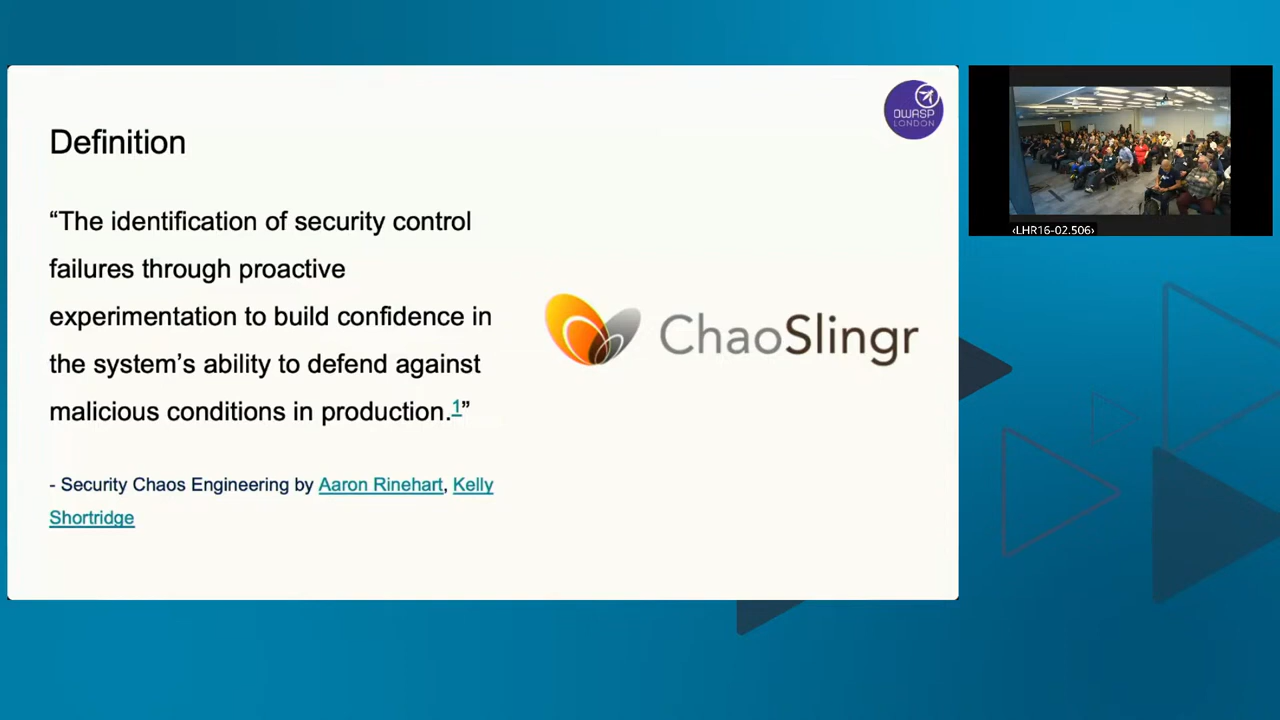 Definition
“The identification of security control
failures through proactive
experimentation to build confidence in
the system’s ability to defend against
malicious conditions in production.1”
- Security Chaos Engineering by Aaron Rinehart, Kelly
Shortridge
ChaoSlingr
OWASP
LONDON
‹LHR16-02.506›